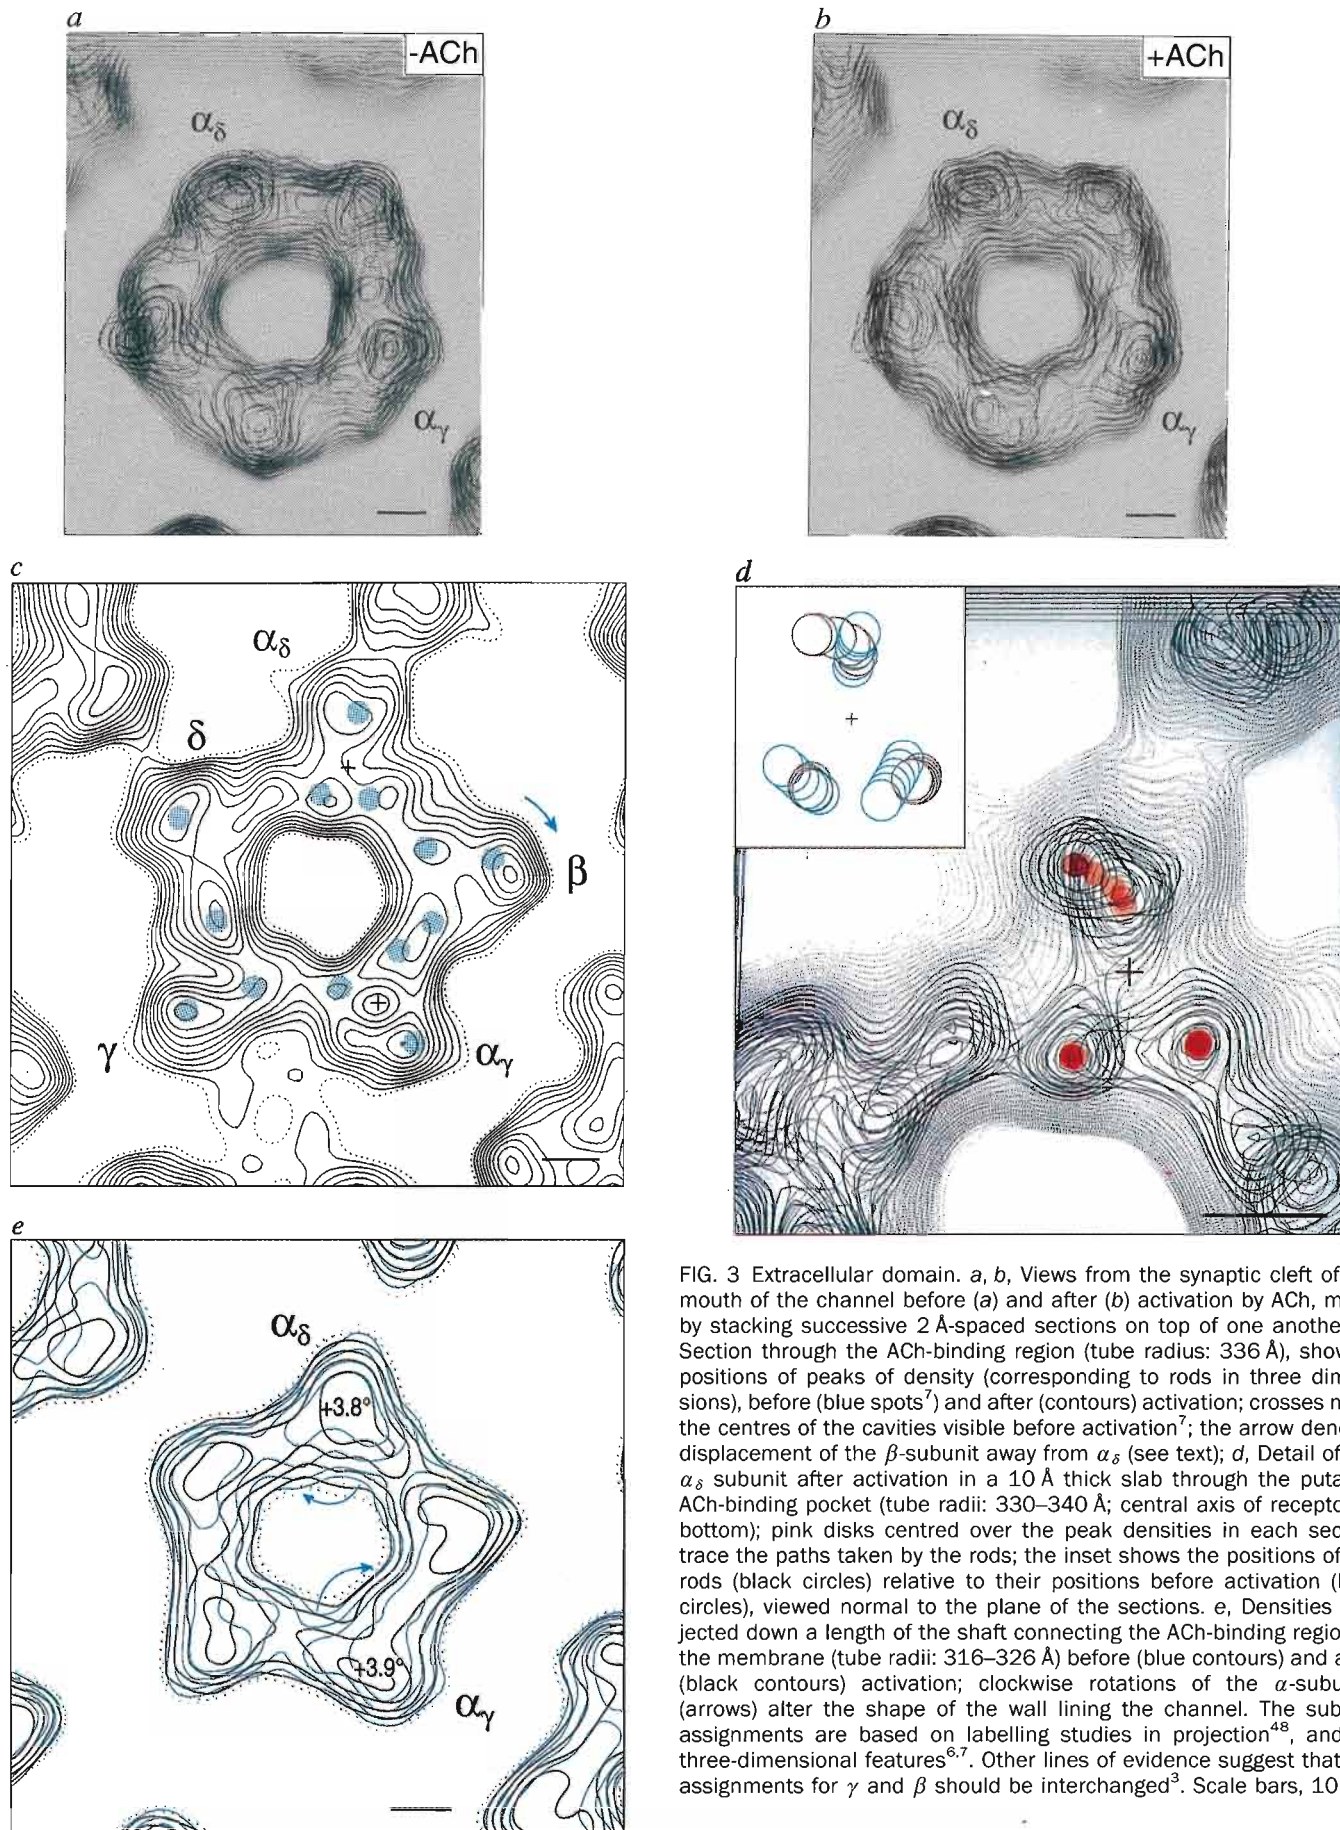 a
b
-ACh
+ACh
αδ
αδ
αγ
αγ
c
d
αδ
δ
β
γ
αγ
e
αδ
+3.8°
+3.9°
αγ
FIG. 3 Extracellular domain. a, b, Views from the synaptic cleft of
mouth of the channel before (a) and after (b) activation by ACh, m
by stacking successive 2 Å-spaced sections on top of one anothe
Section through the ACh-binding region (tube radius: 336 Å), show
positions of peaks of density (corresponding to rods in three dim
sions), before (blue spots⁷) and after (contours) activation; crosses m
the centres of the cavities visible before activation⁷; the arrow den
displacement of the β-subunit away from αδ (see text); d, Detail of
αδ subunit after activation in a 10 Å thick slab through the puta
ACh-binding pocket (tube radii: 330–340 Å; central axis of recepto
bottom); pink disks centred over the peak densities in each sec
trace the paths taken by the rods; the inset shows the positions of
rods (black circles) relative to their positions before activation (
circles), viewed normal to the plane of the sections. e, Densities
jected down a length of the shaft connecting the ACh-binding regio
the membrane (tube radii: 316–326 Å) before (blue contours) and a
(black contours) activation; clockwise rotations of the α-subu
(arrows) alter the shape of the wall lining the channel. The sub
assignments are based on labelling studies in projection⁴⁸, and
three-dimensional features⁶,⁷. Other lines of evidence suggest that
assignments for γ and β should be interchanged³. Scale bars, 10